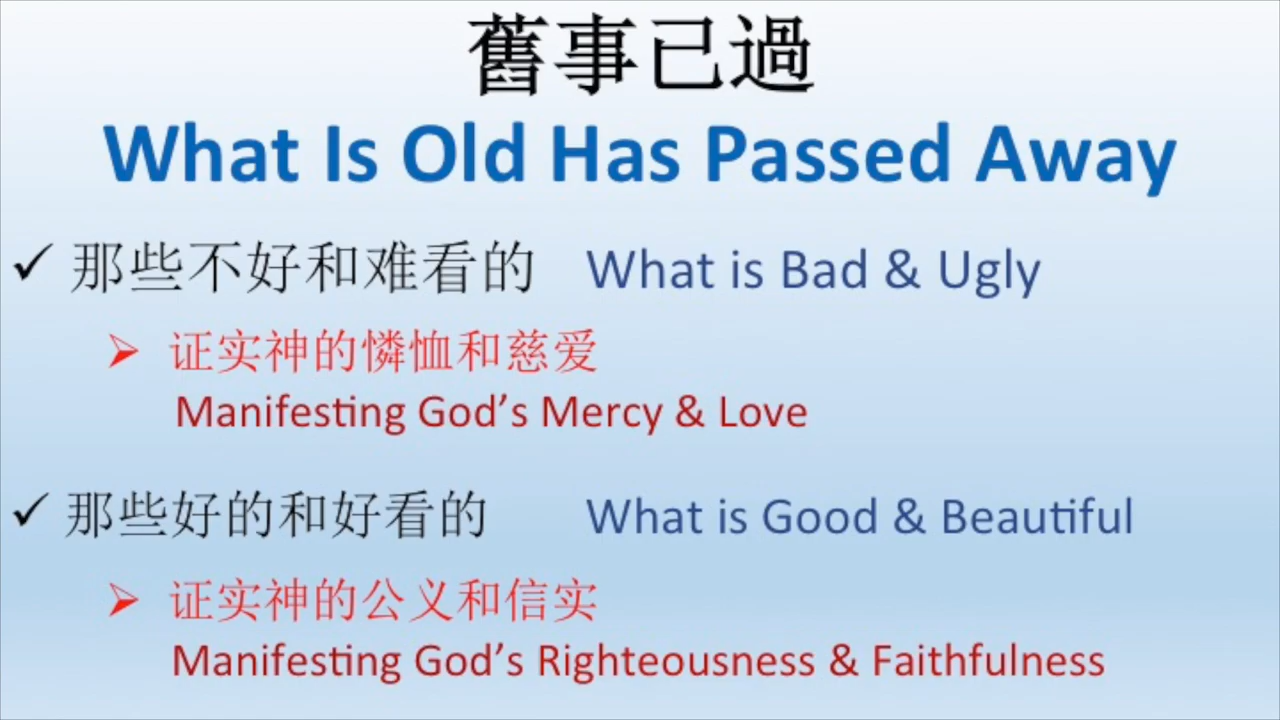 舊事已過
What Is Old Has Passed Away
✓ 那些不好和难看的 What is Bad & Ugly
➢ 证实神的憐恤和慈爱
Manifesting God's Mercy & Love
✓ 那些好的和好看的 What is Good & Beautiful
➢ 证实神的公义和信实
Manifesting God's Righteousness & Faithfulness